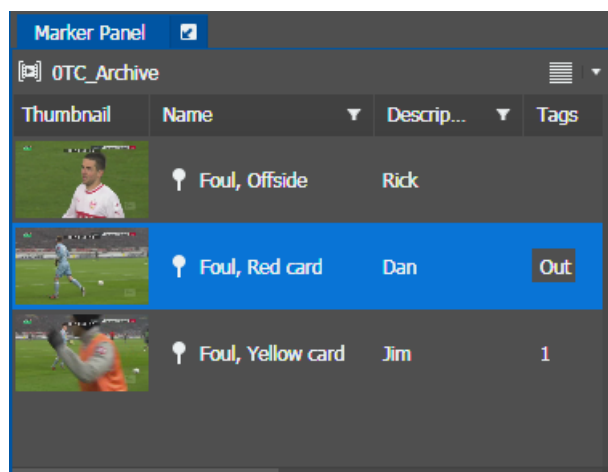 Marker Panel
0TC_Archive
Thumbnail Name Descrip... Tags
Foul, Offside Rick
Foul, Red card Dan Out
Foul, Yellow card Jim 1